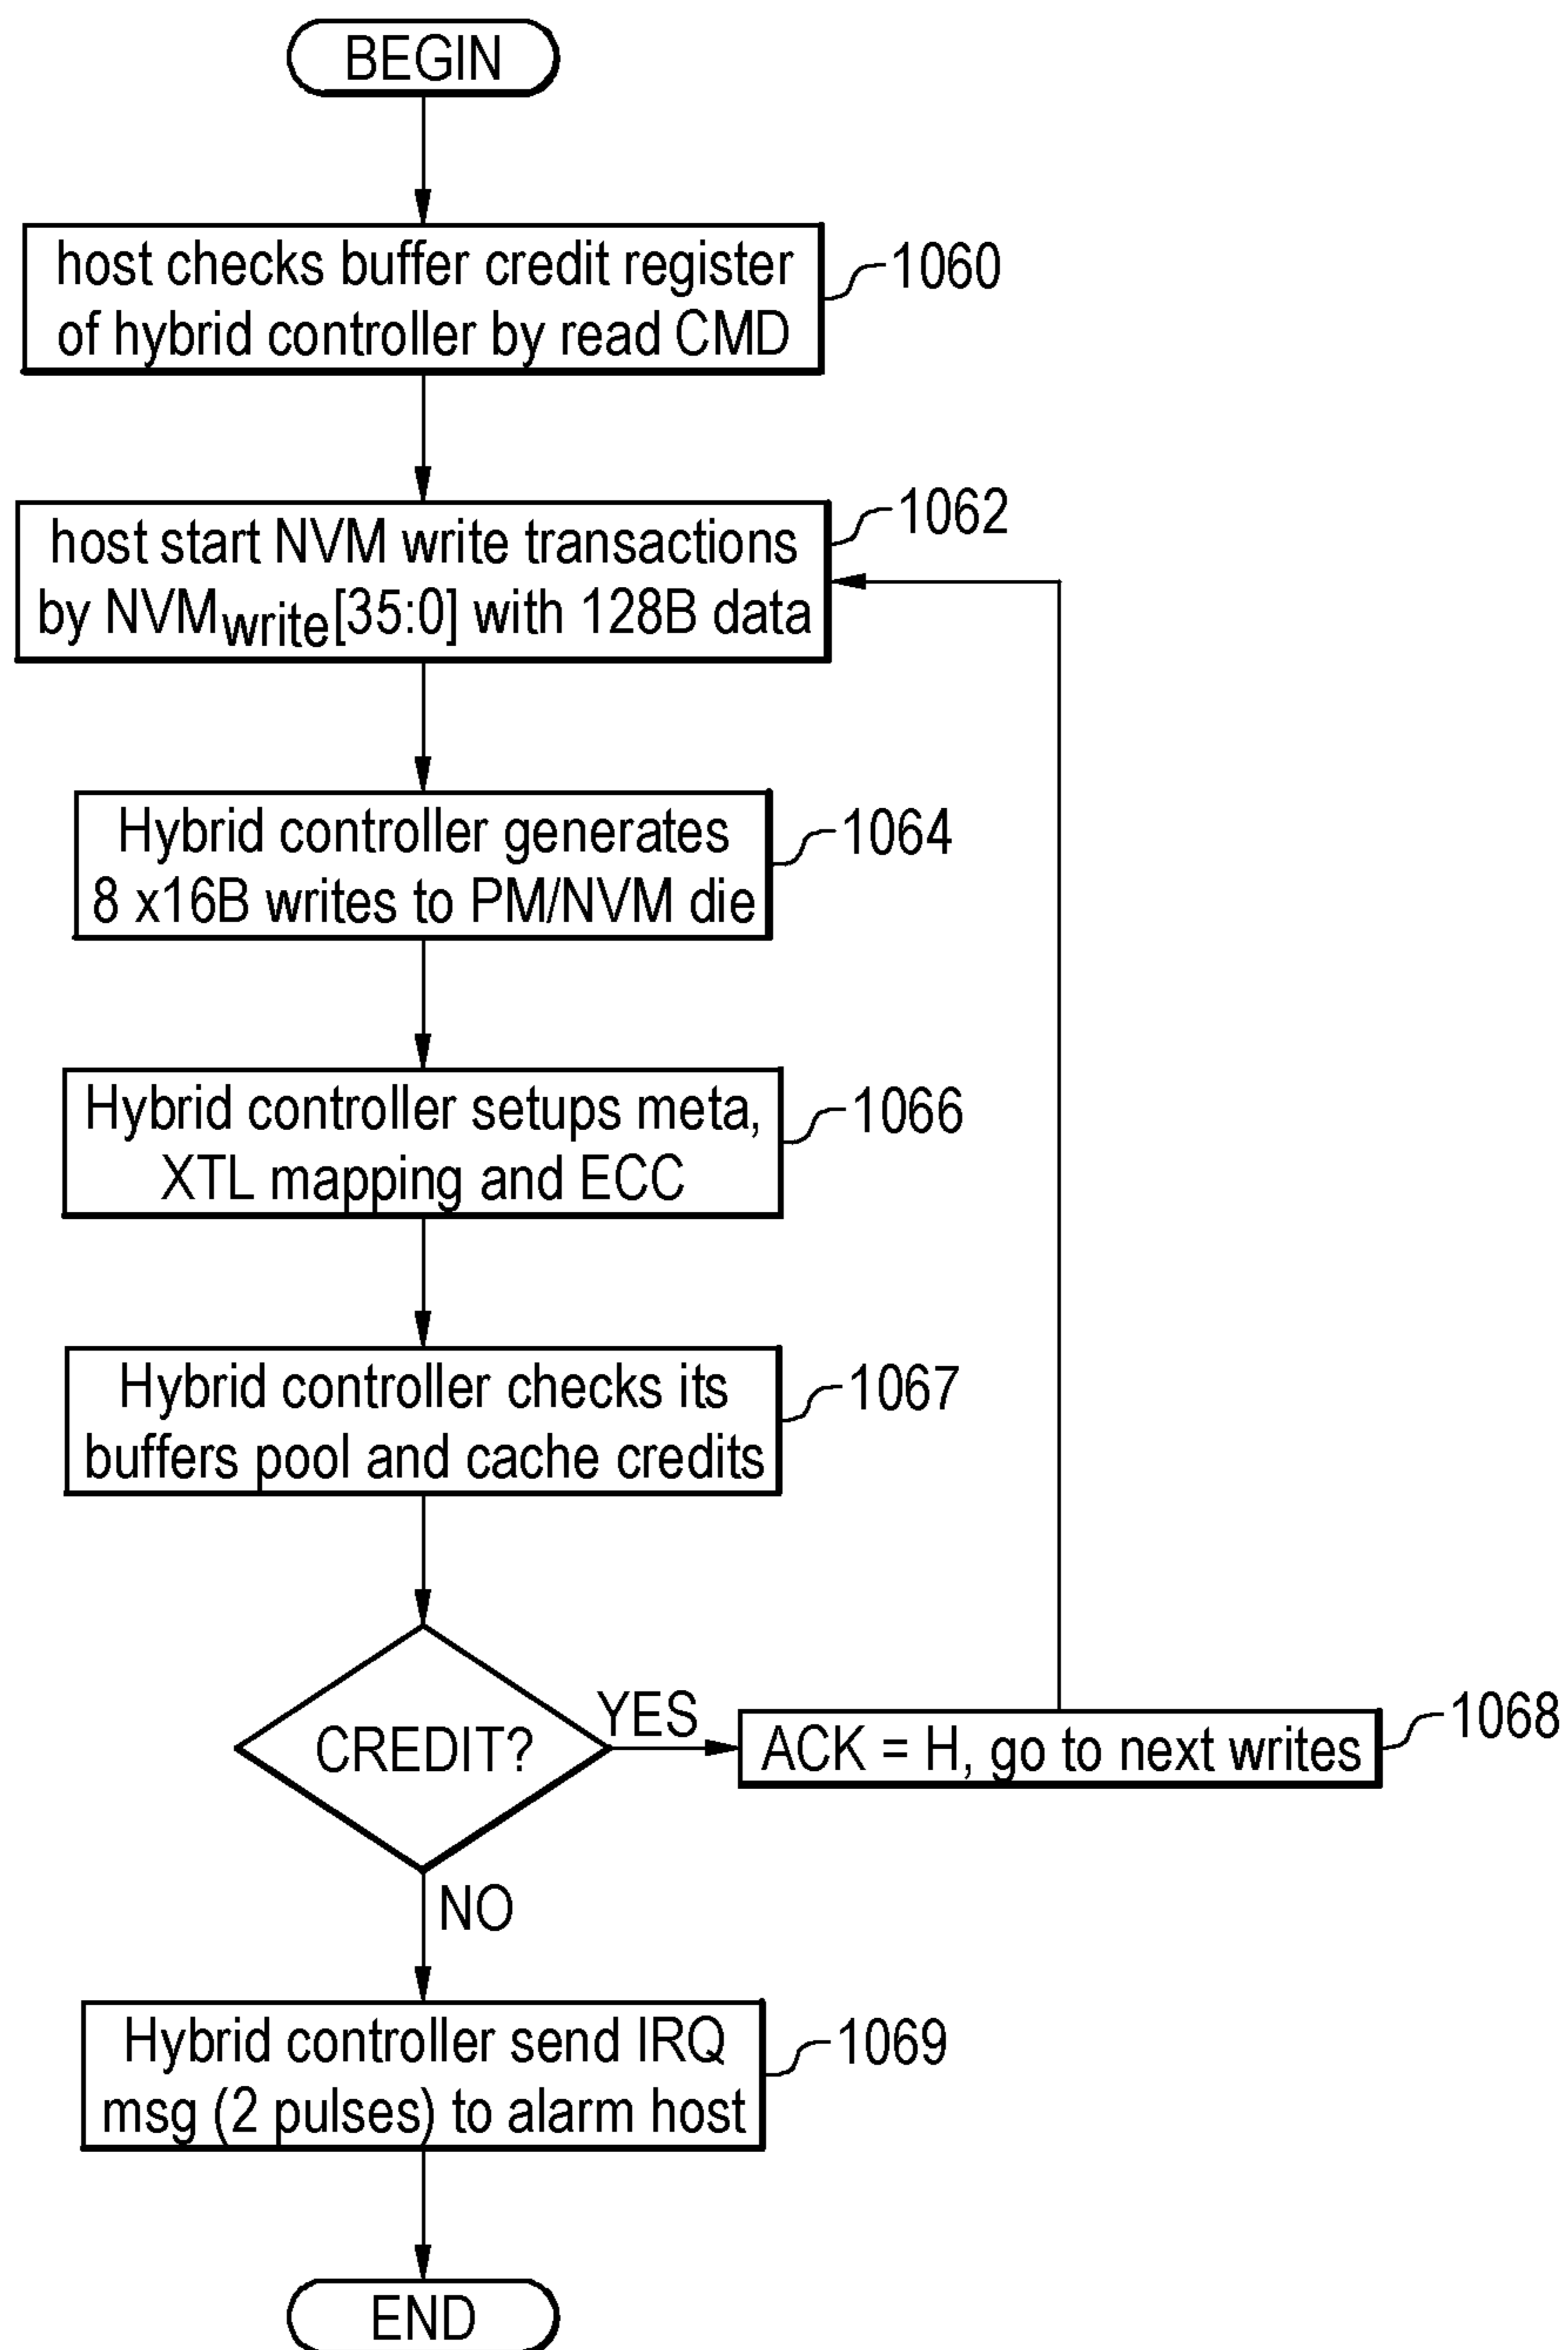 BEGIN
host checks buffer credit register
of hybrid controller by read CMD
1060
host start NVM write transactions
by NVMwrite[35:0] with 128B data
1062
Hybrid controller generates
8 x16B writes to PM/NVM die
1064
Hybrid controller setups meta,
XTL mapping and ECC
1066
Hybrid controller checks its
buffers pool and cache credits
1067
CREDIT?
YES
ACK = H, go to next writes
1068
NO
Hybrid controller send IRQ
msg (2 pulses) to alarm host
1069
END